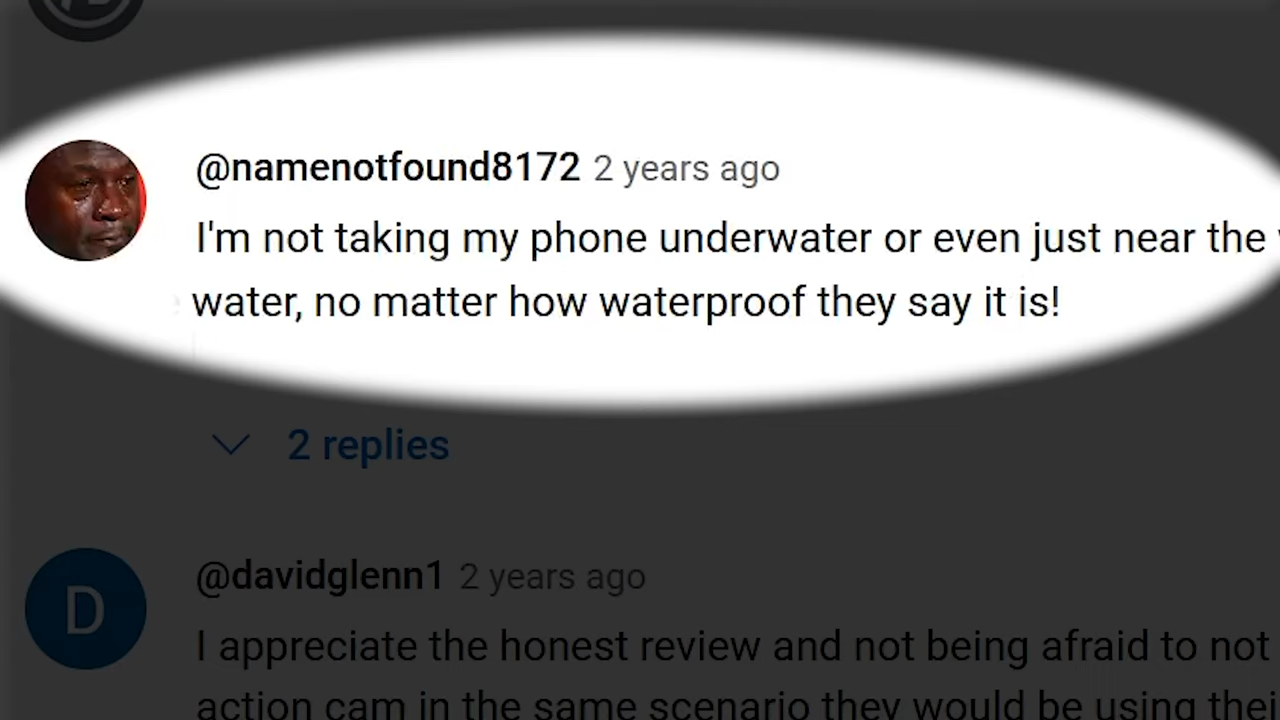 @namenotfound8172 2 years ago
I'm not taking my phone underwater or even just near the
water, no matter how waterproof they say it is!
2 replies
D
@davidglenn1 2 years ago
I appreciate the honest review and not being afraid to not
action cam in the same scenario they would be using